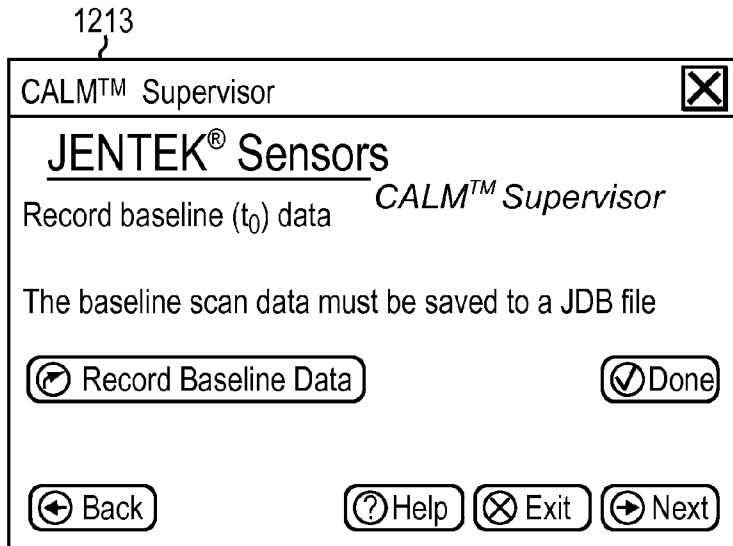 1213
CALM™ Supervisor
JENTEK® Sensors
CALM™ Supervisor
Record baseline (t₀) data
The baseline scan data must be saved to a JDB file
Record Baseline Data Done
Back Help Exit Next